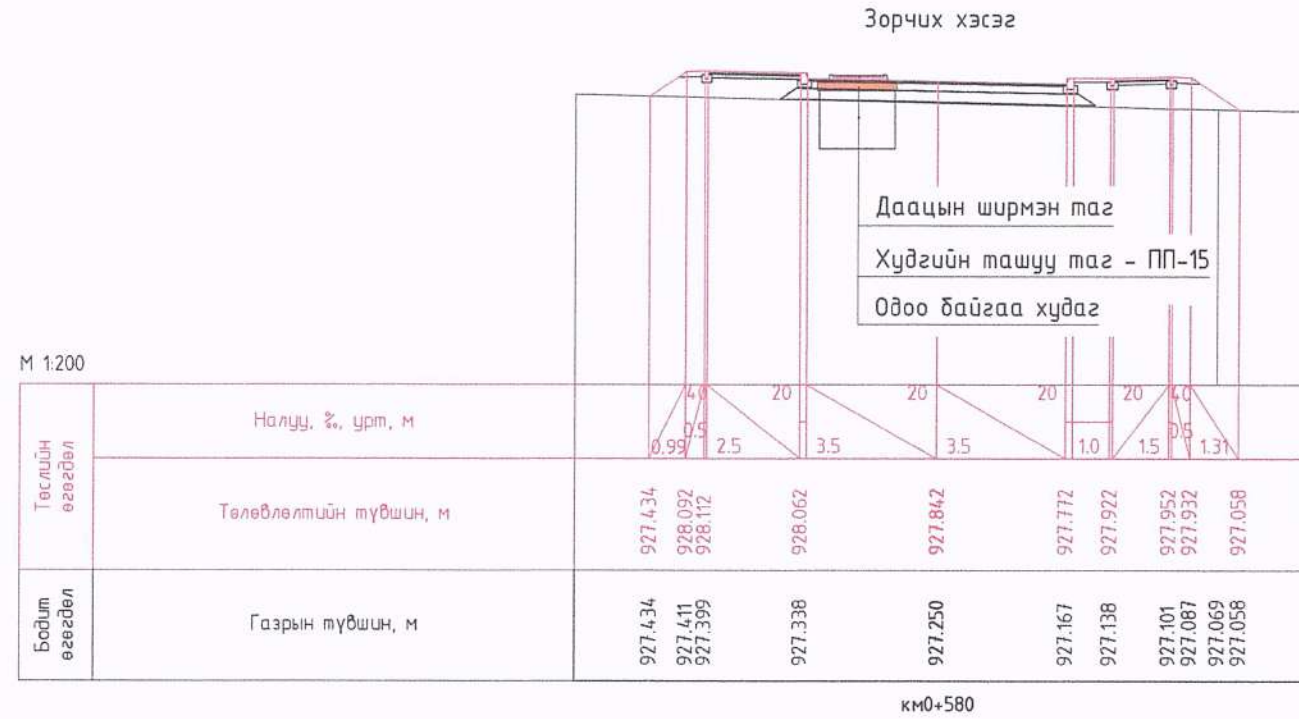 Зорчих хэсэг
Даацын ширмэн таг
Худгийн ташуу таг - ПП-15
Одоо байгаа худаг
М 1:200
Төслийн өгөгдөл
Налуу, ‰, урт, м
40 20 20 20 20 40
0.99 0.5 2.5 3.5 3.5 1.0 1.5 0.5 1.31
Төлөвлөлтийн түвшин, м
927.434 928.092 928.112 928.062 927.842 927.772 927.922 927.952 927.932 927.058
Бодит өгөгдөл
Газрын түвшин, м
927.434 927.411 927.399 927.338 927.250 927.167 927.138 927.101 927.087 927.069 927.058
км0+580